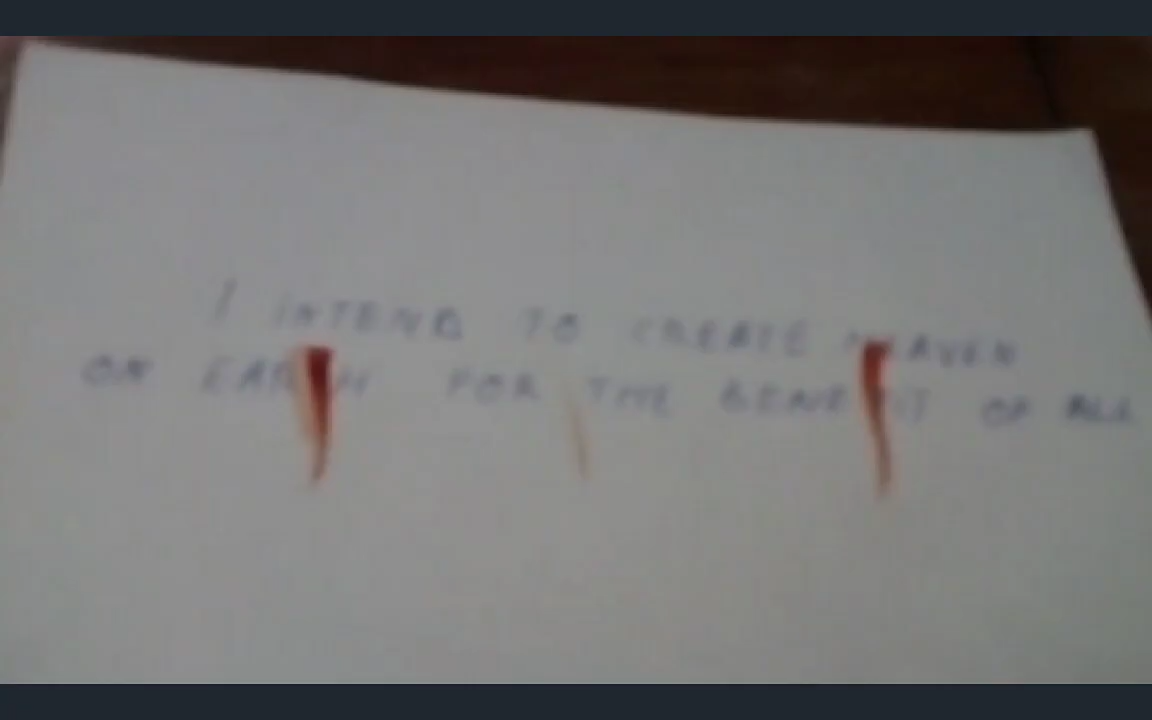 I INTEND TO CREATE HEAVEN
ON EARTH FOR THE BENEFIT OF ALL